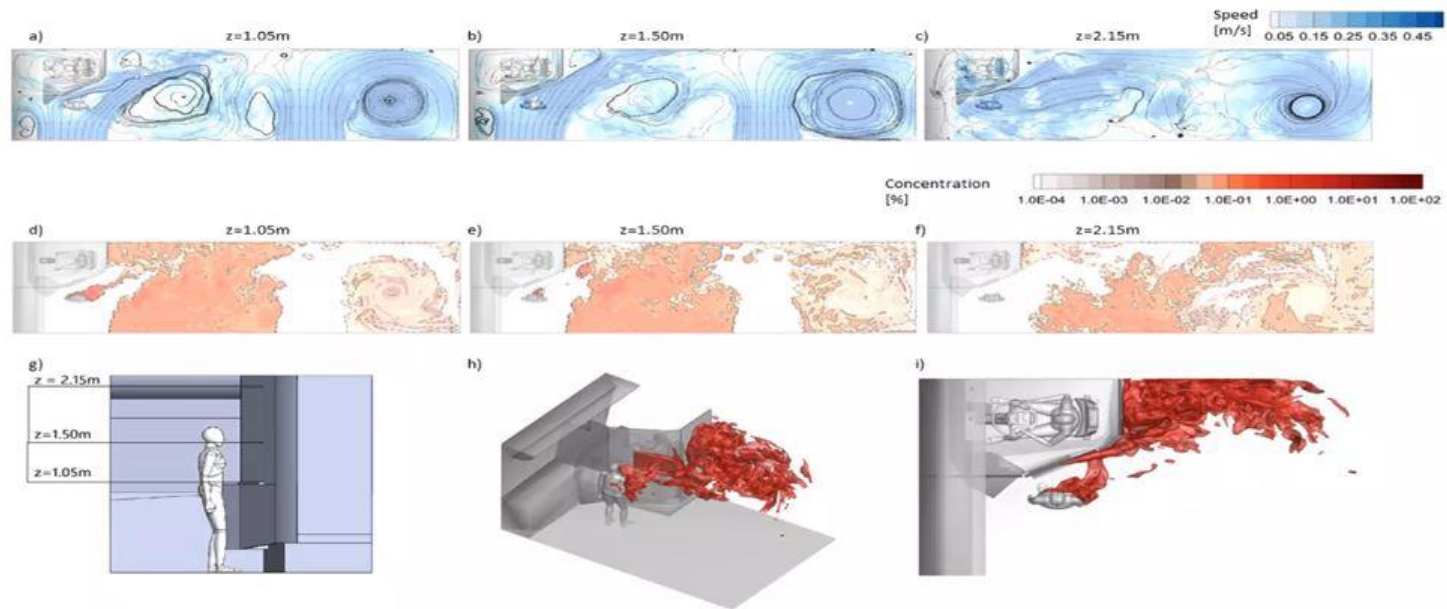 Speed
[m/s]
0.05 0.15 0.25 0.35 0.45
a) z=1.05m
b) z=1.50m
c) z=2.15m
Concentration
[%]
1.0E-04 1.0E-03 1.0E-02 1.0E-01 1.0E+00 1.0E+01 1.0E+02
d) z=1.05m
e) z=1.50m
f) z=2.15m
g)
h)
i)
z = 2.15m
z=1.50m
z=1.05m